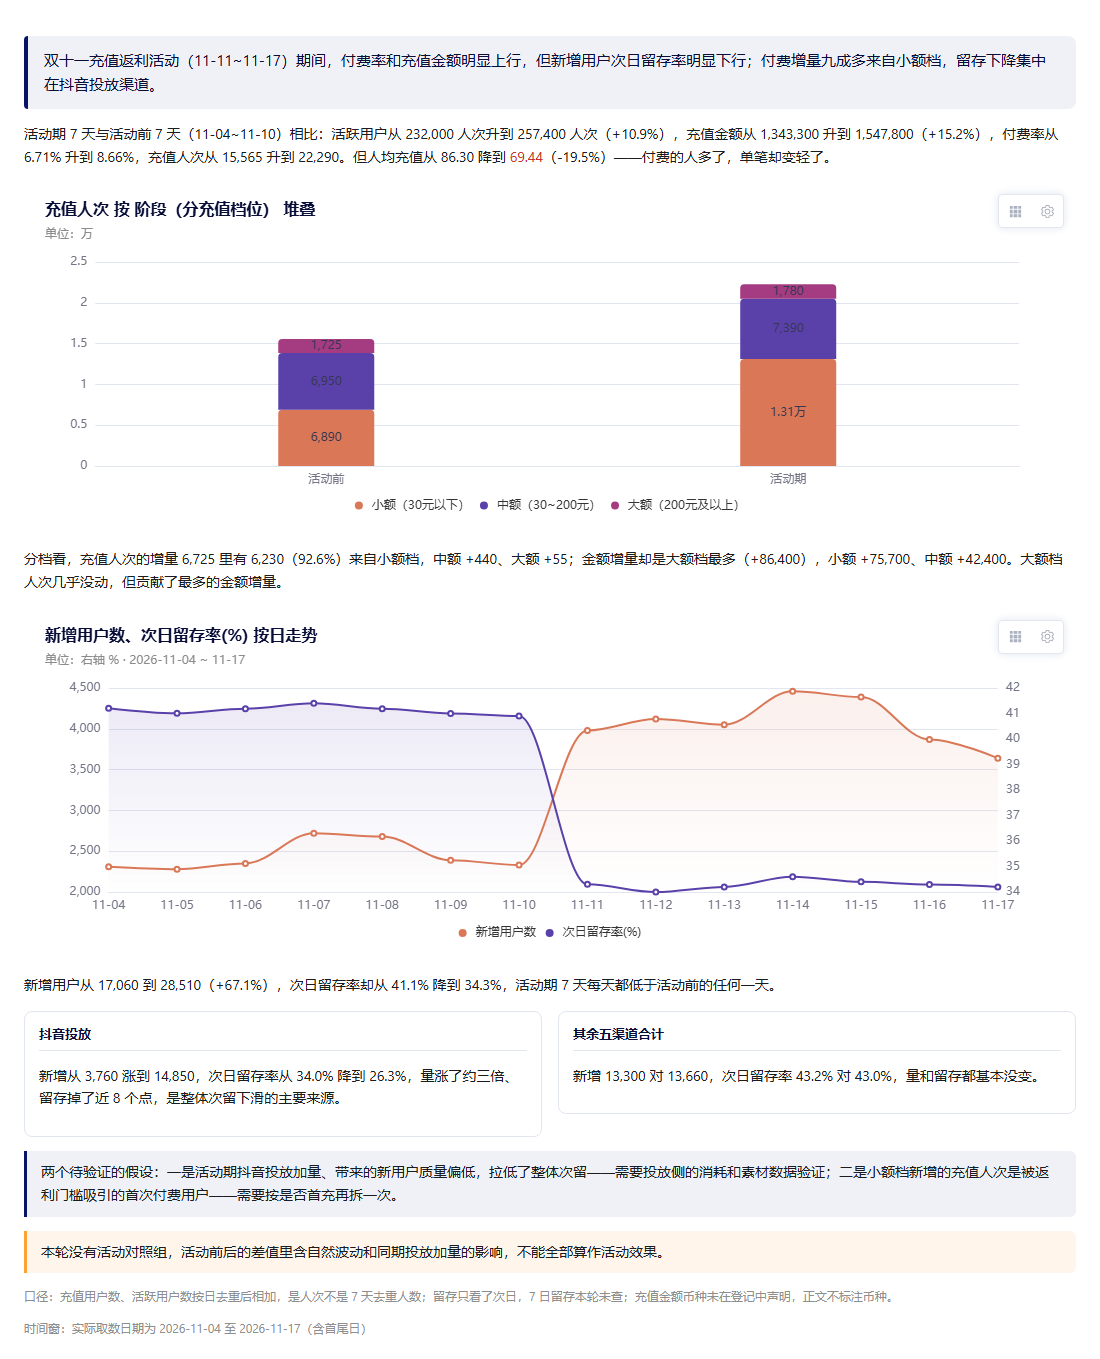 双十一充值返利活动（11-11~11-17）期间，付费率和充值金额明显上行，但新增用户次日留存率明显下行；付费增量九成多来自小额档，留存下降集中
在抖音投放渠道。
活动期 7 天与活动前 7 天（11-04~11-10）相比：活跃用户从 232,000 人次升到 257,400 人次（+10.9%），充值金额从 1,343,300 升到 1,547,800（+15.2%），付费率从
6.71% 升到 8.66%，充值人次从 15,565 升到 22,290。但人均充值从 86.30 降到 69.44（-19.5%）——付费的人多了，单笔却变轻了。
充值人次 按 阶段（分充值档位） 堆叠
单位：万
2.5
2
1.5
1
0.5
0
1,725
6,950
6,890
1,780
7,390
1.31万
活动前
活动期
小额（30元以下）
中额（30~200元）
大额（200元及以上）
分档看，充值人次的增量 6,725 里有 6,230（92.6%）来自小额档，中额 +440、大额 +55；金额增量却是大额档最多（+86,400），小额 +75,700、中额 +42,400。大额档
人次几乎没动，但贡献了最多的金额增量。
新增用户数、次日留存率(%) 按日走势
单位：右轴 % · 2026-11-04 ~ 11-17
4,500
4,000
3,500
3,000
2,500
2,000
42
41
40
39
38
37
36
35
34
11-04
11-05
11-06
11-07
11-08
11-09
11-10
11-11
11-12
11-13
11-14
11-15
11-16
11-17
新增用户数
次日留存率(%)
新增用户从 17,060 到 28,510（+67.1%），次日留存率却从 41.1% 降到 34.3%，活动期 7 天每天都低于活动前的任何一天。
抖音投放
新增从 3,760 涨到 14,850，次日留存率从 34.0% 降到 26.3%，量涨了约三倍、
留存掉了近 8 个点，是整体次留下滑的主要来源。
其余五渠道合计
新增 13,300 对 13,660，次日留存率 43.2% 对 43.0%，量和留存都基本没变。
两个待验证的假设：一是活动期抖音投放加量、带来的新用户质量偏低，拉低了整体次留——需要投放侧的消耗和素材数据验证；二是小额档新增的充值人次是被返
利门槛吸引的首次付费用户——需要按是否首充再拆一次。
本轮没有活动对照组，活动前后的差值里含自然波动和同期投放加量的影响，不能全部算作活动效果。
口径：充值用户数、活跃用户数按日去重后相加，是人次不是 7 天去重人数；留存只看了次日，7 日留存本轮未查；充值金额币种未在登记中声明，正文不标注币种。
时间窗：实际取数日期为 2026-11-04 至 2026-11-17（含首尾日）